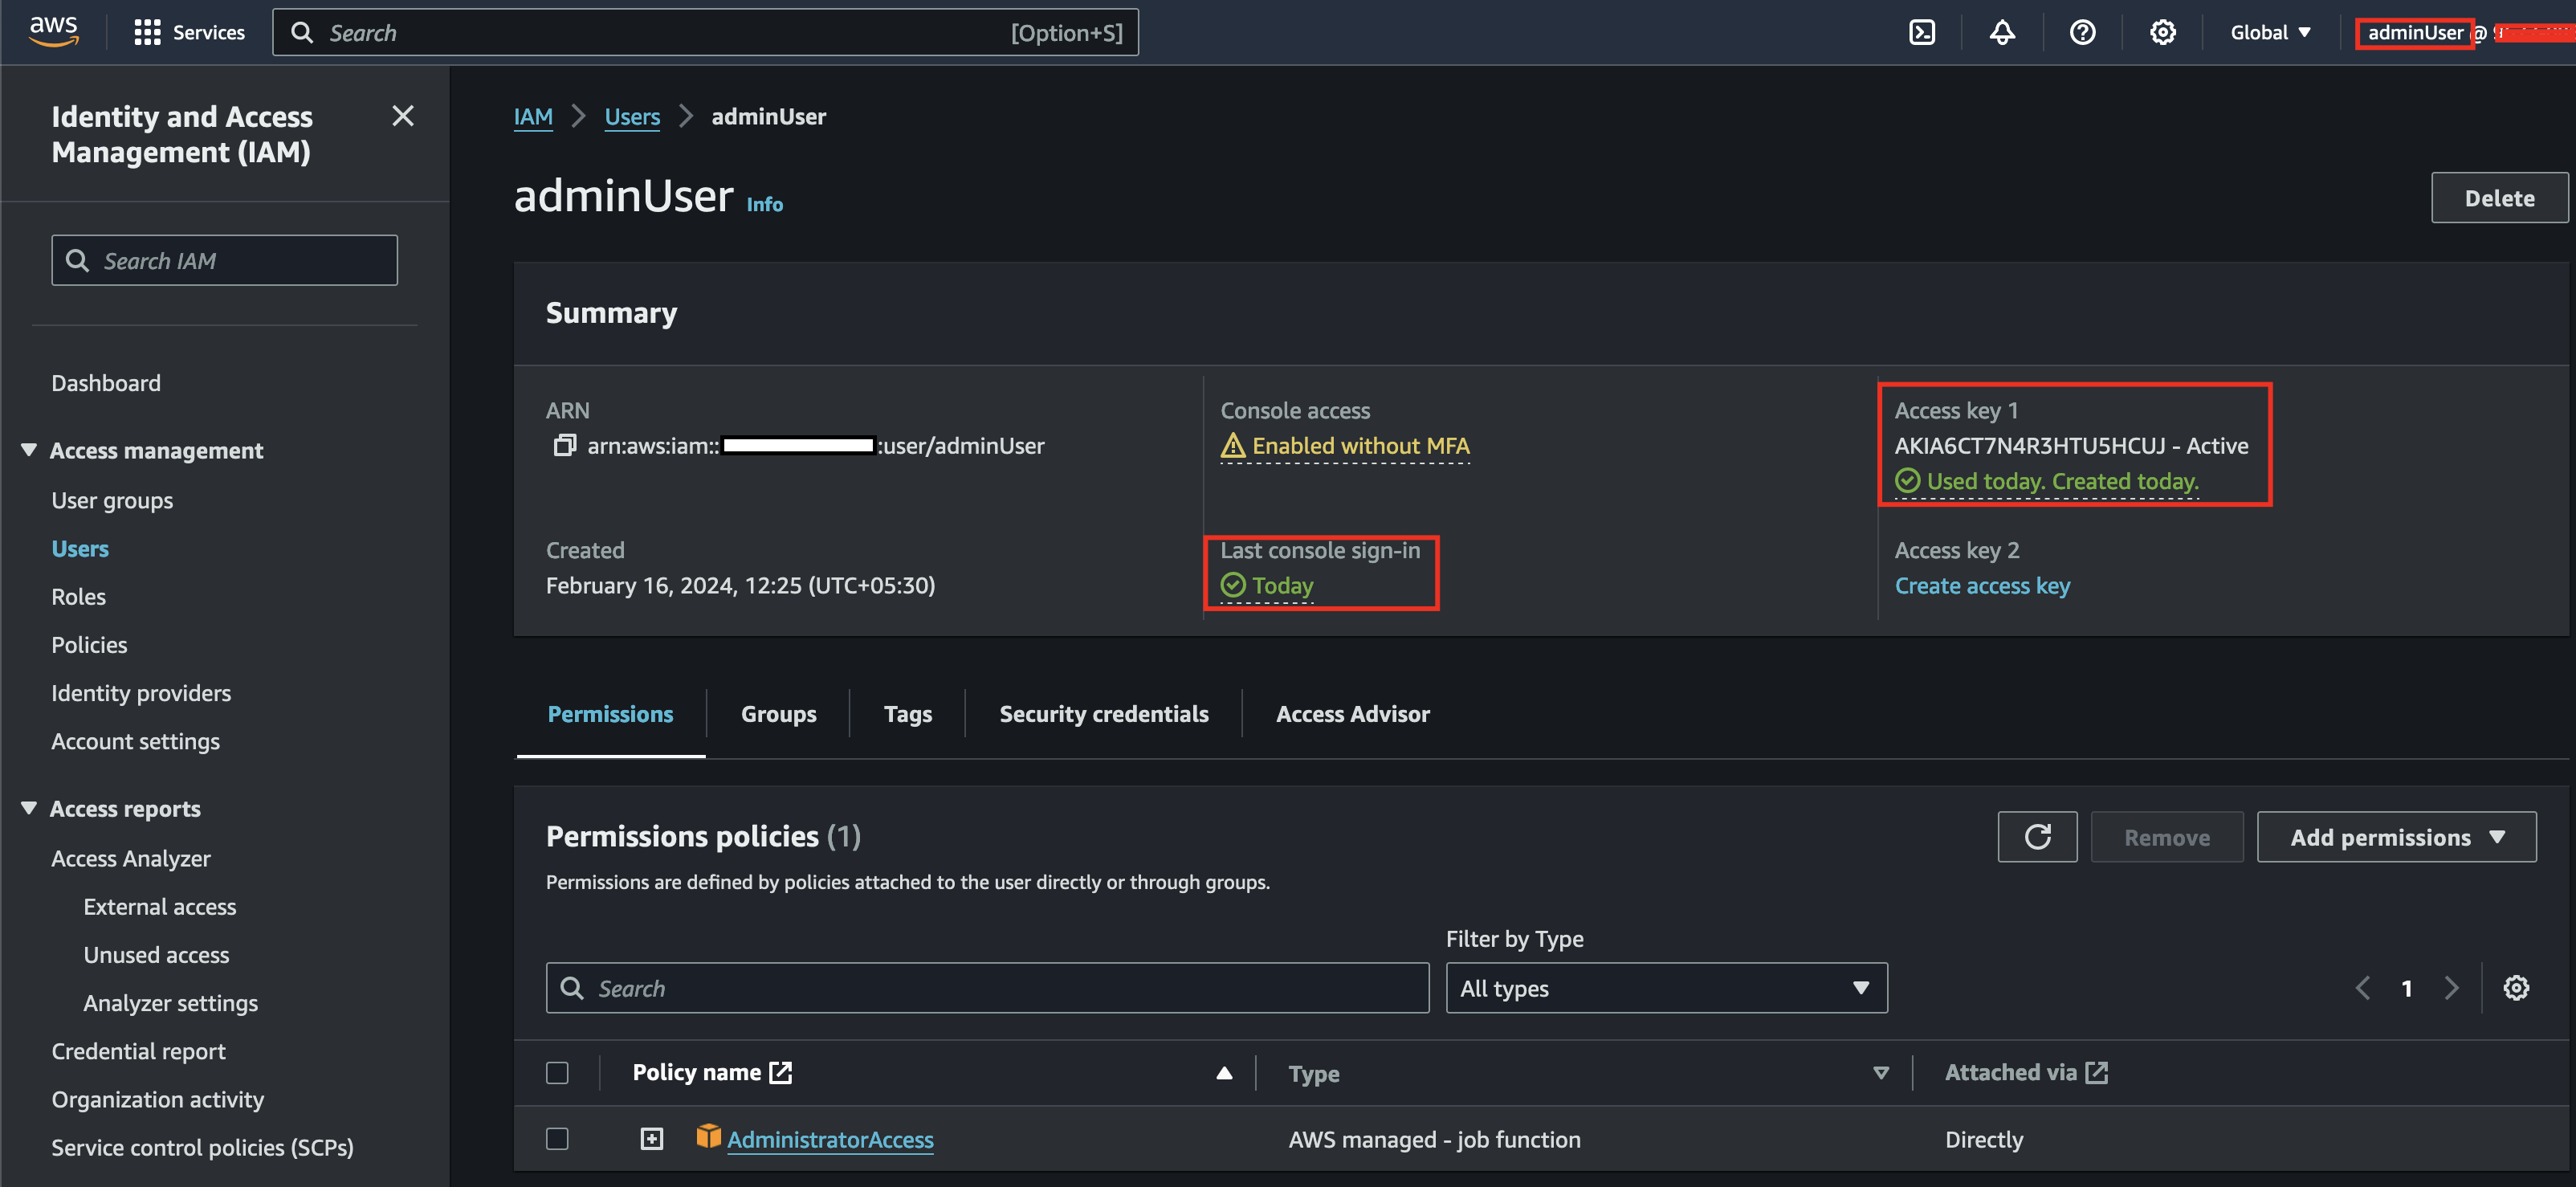 aws
Services
Search
[Option+S]
Global
adminUser @
Identity and Access
Management (IAM)
Search IAM
Dashboard
Access management
User groups
Users
Roles
Policies
Identity providers
Account settings
Access reports
Access Analyzer
External access
Unused access
Analyzer settings
Credential report
Organization activity
Service control policies (SCPs)
IAM > Users > adminUser
adminUser Info
Delete
Summary
ARN
arn:aws:iam:: :user/adminUser
Console access
Enabled without MFA
Access key 1
AKIA6CT7N4R3HTU5HCUJ - Active
Used today. Created today.
Created
February 16, 2024, 12:25 (UTC+05:30)
Last console sign-in
Today
Access key 2
Create access key
Permissions
Groups
Tags
Security credentials
Access Advisor
Permissions policies (1)
Remove
Add permissions
Permissions are defined by policies attached to the user directly or through groups.
Filter by Type
Search
All types
1
Policy name
Type
Attached via
AdministratorAccess
AWS managed - job function
Directly